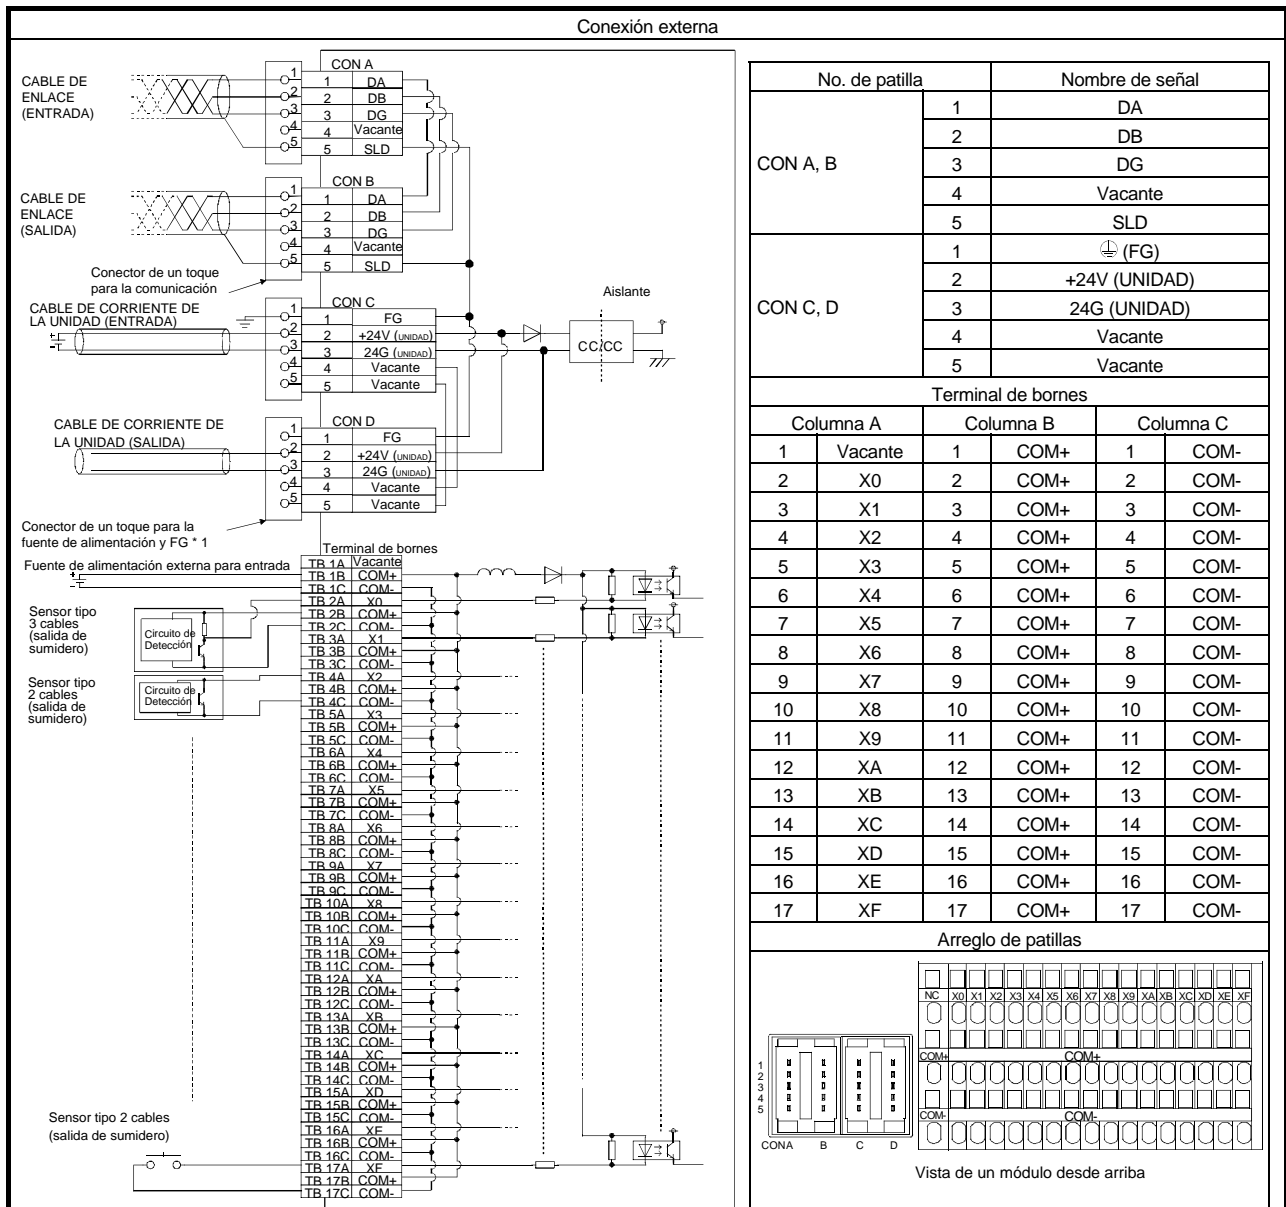 Conexión externa
CABLE DE
ENLACE
(ENTRADA)
CON A
1 1 DA
2 2 DB
3 3 DG
4 4 Vacante
5 5 SLD
CABLE DE
ENLACE
(SALIDA)
CON B
1 1 DA
2 2 DB
3 3 DG
4 4 Vacante
5 5 SLD
Conector de un toque
para la comunicación
CABLE DE CORRIENTE DE
LA UNIDAD (ENTRADA)
CON C
1 1 FG
2 2 +24V (UNIDAD)
3 3 24G (UNIDAD)
4 4 Vacante
5 5 Vacante
Aislante
CC/CC
CABLE DE CORRIENTE DE
LA UNIDAD (SALIDA)
CON D
1 1 FG
2 2 +24V (UNIDAD)
3 3 24G (UNIDAD)
4 4 Vacante
5 5 Vacante
Conector de un toque para la
fuente de alimentación y FG * 1
Terminal de bornes
Fuente de alimentación externa para entrada
Sensor tipo
3 cables
(salida de
sumidero)
Circuito de
Detección
Sensor tipo
2 cables
(salida de
sumidero)
Circuito de
Detección
Sensor tipo 2 cables
(salida de sumidero)
TB 1A Vacante
TB 1B COM+
TB 1C COM-
TB 2A X0
TB 2B COM+
TB 2C COM-
TB 3A X1
TB 3B COM+
TB 3C COM-
TB 4A X2
TB 4B COM+
TB 4C COM-
TB 5A X3
TB 5B COM+
TB 5C COM-
TB 6A X4
TB 6B COM+
TB 6C COM-
TB 7A X5
TB 7B COM+
TB 7C COM-
TB 8A X6
TB 8B COM+
TB 8C COM-
TB 9A X7
TB 9B COM+
TB 9C COM-
TB 10A X8
TB 10B COM+
TB 10C COM-
TB 11A X9
TB 11B COM+
TB 11C COM-
TB 12A XA
TB 12B COM+
TB 12C COM-
TB 13A XB
TB 13B COM+
TB 13C COM-
TB 14A XC
TB 14B COM+
TB 14C COM-
TB 15A XD
TB 15B COM+
TB 15C COM-
TB 16A XE
TB 16B COM+
TB 16C COM-
TB 17A XF
TB 17B COM+
TB 17C COM-
No. de patilla Nombre de señal
CON A, B
1 DA
2 DB
3 DG
4 Vacante
5 SLD
CON C, D
1 (FG)
2 +24V (UNIDAD)
3 24G (UNIDAD)
4 Vacante
5 Vacante
Terminal de bornes
Columna A Columna B Columna C
1 Vacante 1 COM+ 1 COM-
2 X0 2 COM+ 2 COM-
3 X1 3 COM+ 3 COM-
4 X2 4 COM+ 4 COM-
5 X3 5 COM+ 5 COM-
6 X4 6 COM+ 6 COM-
7 X5 7 COM+ 7 COM-
8 X6 8 COM+ 8 COM-
9 X7 9 COM+ 9 COM-
10 X8 10 COM+ 10 COM-
11 X9 11 COM+ 11 COM-
12 XA 12 COM+ 12 COM-
13 XB 13 COM+ 13 COM-
14 XC 14 COM+ 14 COM-
15 XD 15 COM+ 15 COM-
16 XE 16 COM+ 16 COM-
17 XF 17 COM+ 17 COM-
Arreglo de patillas
NC X0 X1 X2 X3 X4 X5 X6 X7 X8 X9 XA XB XC XD XE XF
COM+ COM+
COM- COM-
1
2
3
4
5
CONA B C D
Vista de un módulo desde arriba